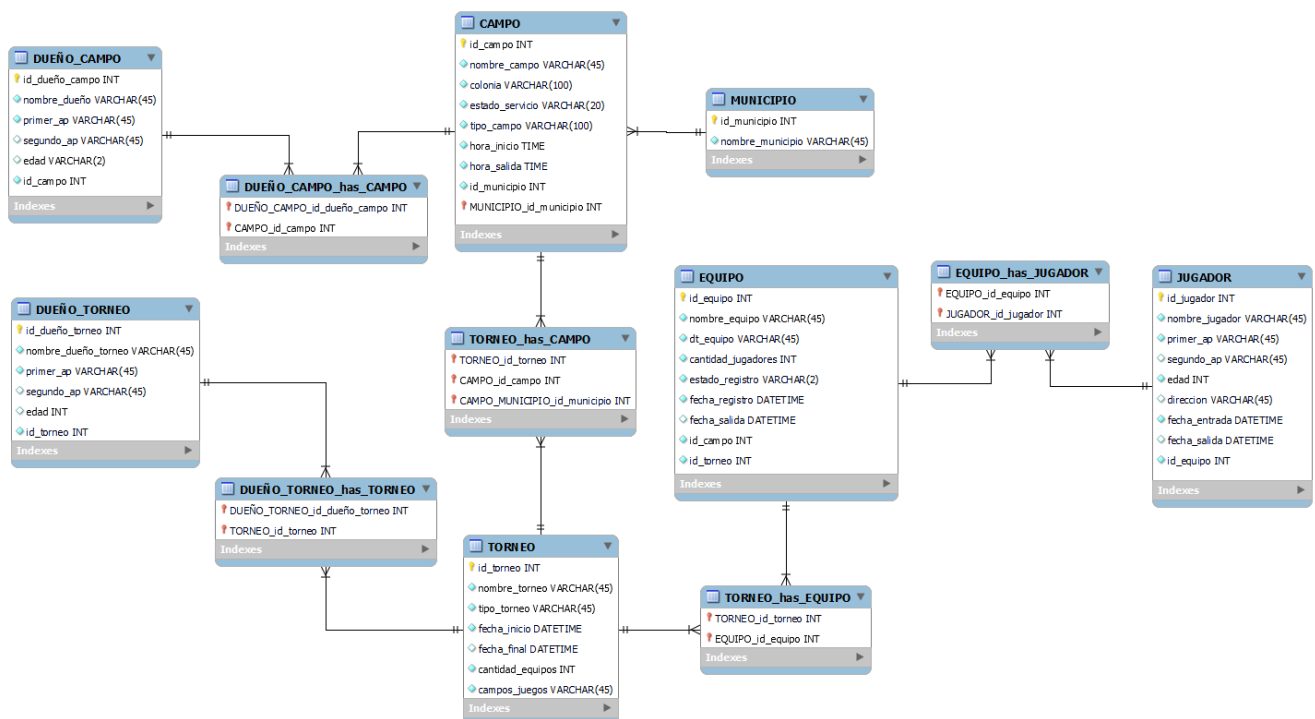 DUEÑO_CAMPO
id_dueño_campo INT
nombre_dueño VARCHAR(45)
primer_ap VARCHAR(45)
segundo_ap VARCHAR(45)
edad VARCHAR(2)
id_campo INT
Indexes
DUEÑO_CAMPO_has_CAMPO
DUEÑO_CAMPO_id_dueño_campo INT
CAMPO_id_campo INT
Indexes
CAMPO
id_campo INT
nombre_campo VARCHAR(45)
colonia VARCHAR(100)
estado_servicio VARCHAR(20)
tipo_campo VARCHAR(100)
hora_inicio TIME
hora_salida TIME
id_municipio INT
MUNICIPIO_id_municipio INT
Indexes
MUNICIPIO
id_municipio INT
nombre_municipio VARCHAR(45)
Indexes
DUEÑO_TORNEO
id_dueño_torneo INT
nombre_dueño_torneo VARCHAR(45)
primer_ap VARCHAR(45)
segundo_ap VARCHAR(45)
edad INT
id_torneo INT
Indexes
DUEÑO_TORNEO_has_TORNEO
DUEÑO_TORNEO_id_dueño_torneo INT
TORNEO_id_torneo INT
Indexes
TORNEO_has_CAMPO
TORNEO_id_torneo INT
CAMPO_id_campo INT
CAMPO_MUNICIPIO_id_municipio INT
Indexes
TORNEO
id_torneo INT
nombre_torneo VARCHAR(45)
tipo_torneo VARCHAR(45)
fecha_inicio DATETIME
fecha_final DATETIME
cantidad_equipos INT
campos_juegos VARCHAR(45)
Indexes
EQUIPO
id_equipo INT
nombre_equipo VARCHAR(45)
dt_equipo VARCHAR(45)
cantidad_jugadores INT
estado_registro VARCHAR(2)
fecha_registro DATETIME
fecha_salida DATETIME
id_campo INT
id_torneo INT
Indexes
TORNEO_has_EQUIPO
TORNEO_id_torneo INT
EQUIPO_id_equipo INT
Indexes
EQUIPO_has_JUGADOR
EQUIPO_id_equipo INT
JUGADOR_id_jugador INT
Indexes
JUGADOR
id_jugador INT
nombre_jugador VARCHAR(45)
primer_ap VARCHAR(45)
segundo_ap VARCHAR(45)
edad INT
direccion VARCHAR(45)
fecha_entrada DATETIME
fecha_salida DATETIME
id_equipo INT
Indexes